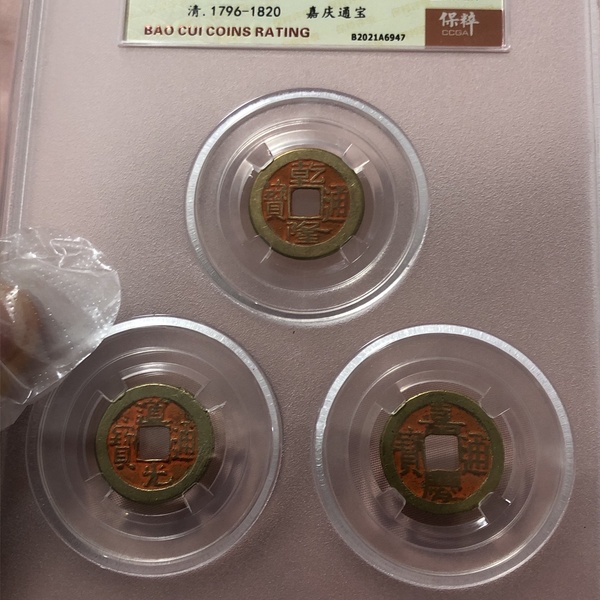 清.1796-1820 嘉庆通宝
BAO CUI COINS RATING
B2021A6947
保粹
CCGA
乾隆通寶
道光通寶
嘉慶通寶